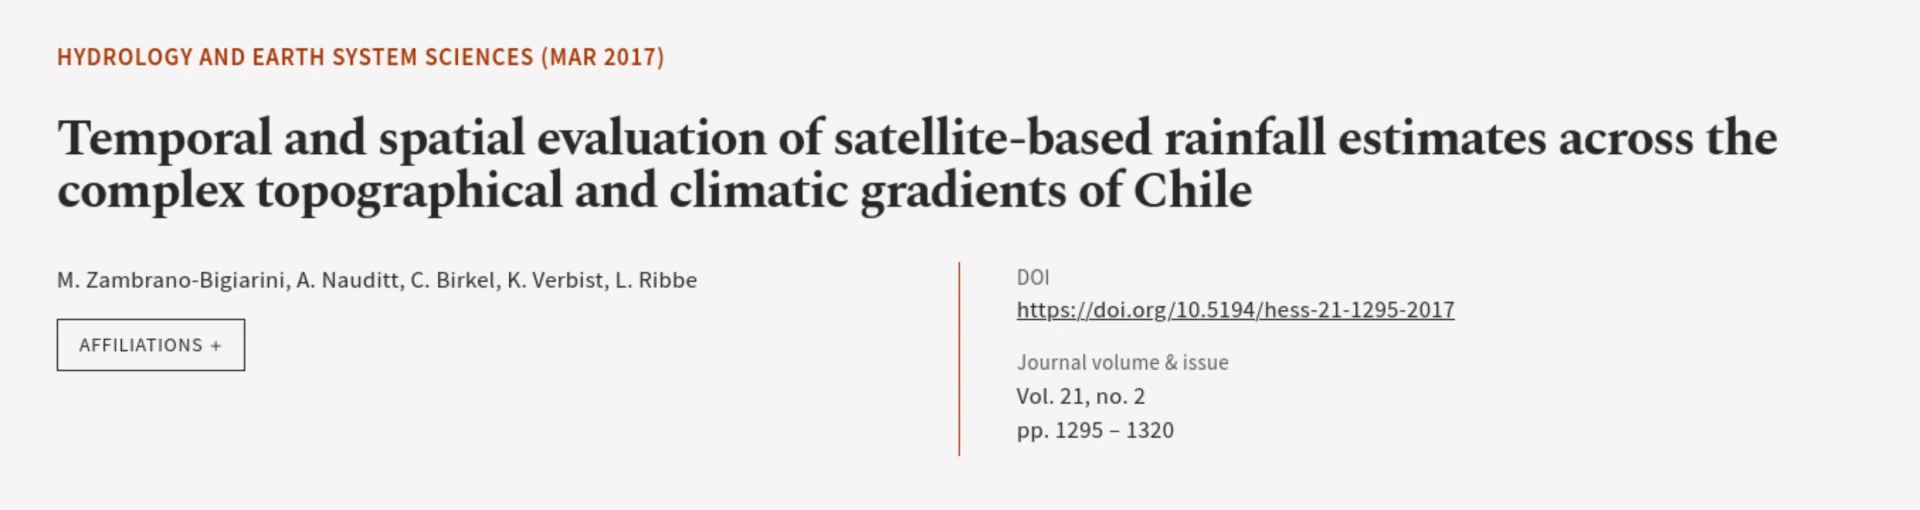 HYDROLOGY AND EARTH SYSTEM SCIENCES (MAR 2017)
Temporal and spatial evaluation of satellite-based rainfall estimates across the
complex topographical and climatic gradients of Chile
M. Zambrano-Bigiarini, A. Nauditt, C. Birkel, K. Verbist, L. Ribbe
AFFILIATIONS +
DOI
https://doi.org/10.5194/hess-21-1295-2017
Journal volume & issue
Vol. 21, no. 2
pp. 1295 – 1320